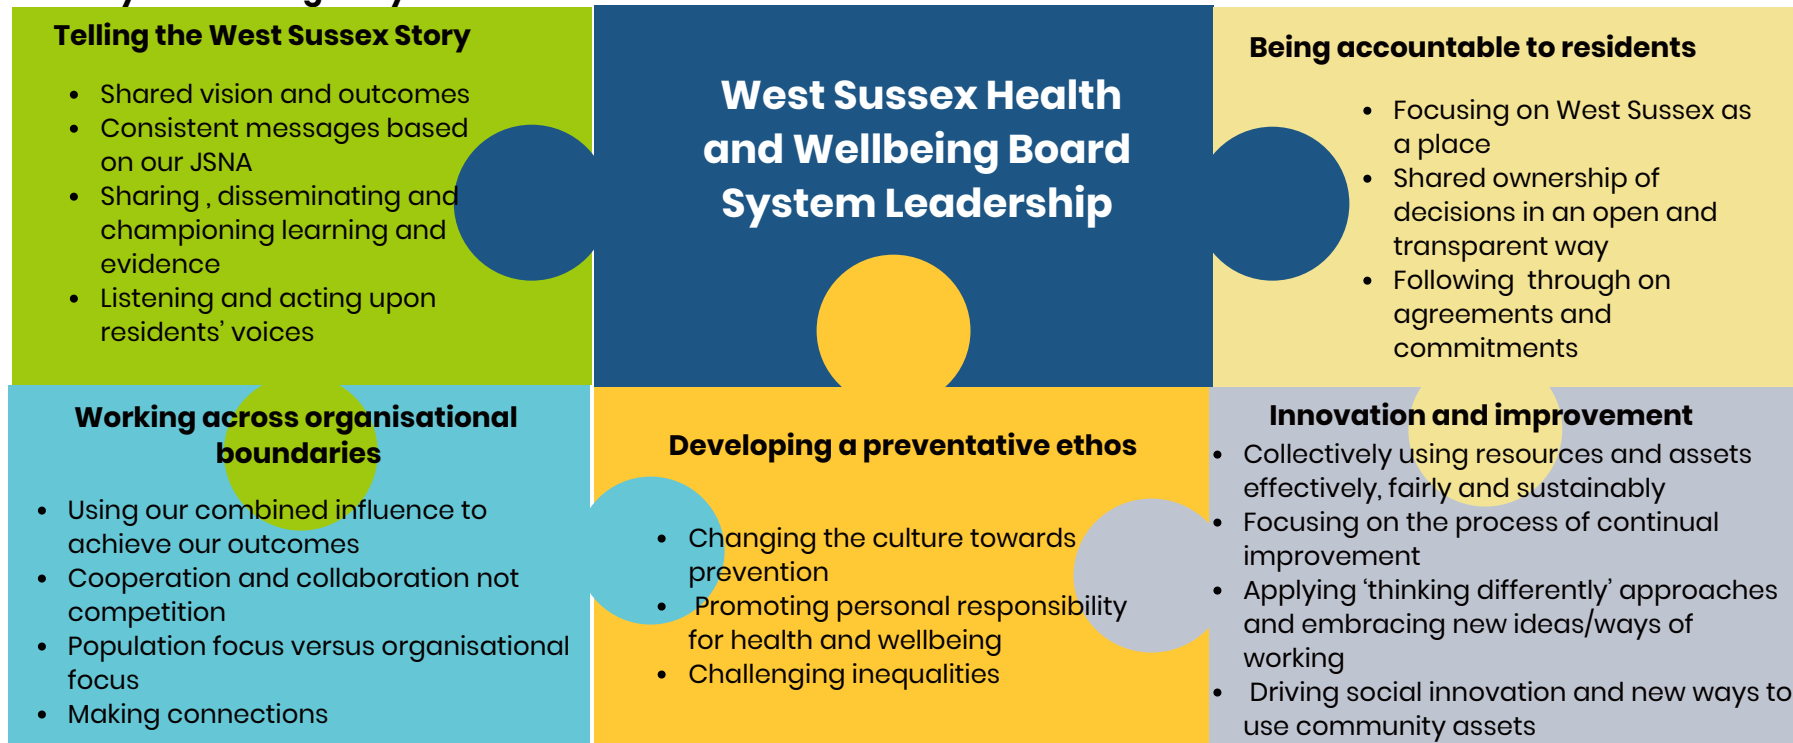 Telling the West Sussex Story
• Shared vision and outcomes
• Consistent messages based
on our JSNA
• Sharing , disseminating and
championing learning and
evidence
• Listening and acting upon
residents’ voices
West Sussex Health
and Wellbeing Board
System Leadership
Being accountable to residents
• Focusing on West Sussex as
a place
• Shared ownership of
decisions in an open and
transparent way
• Following  through on
agreements and
commitments
Working across organisational
boundaries
• Using our combined influence to
achieve our outcomes
• Cooperation and collaboration not
competition
• Population focus versus organisational
focus
• Making connections
Developing a preventative ethos
• Changing the culture towards
prevention
• Promoting personal responsibility
for health and wellbeing
• Challenging inequalities
Innovation and improvement
• Collectively using resources and assets
effectively, fairly and sustainably
• Focusing on the process of continual
improvement
• Applying ‘thinking differently’ approaches
and embracing new ideas/ways of
working
• Driving social innovation and new ways to
use community assets